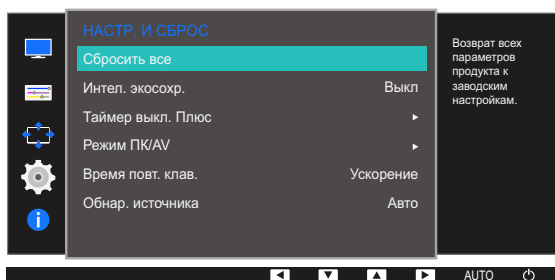 НАСТР. И СБРОС
Сбросить все
Интел. экосохр. Выкл
Таймер выкл. Плюс
Режим ПК/AV
Время повт. клав. Ускорение
Обнар. источника Авто
Возврат всех
параметров
продукта к
заводским
настройкам.
AUTO